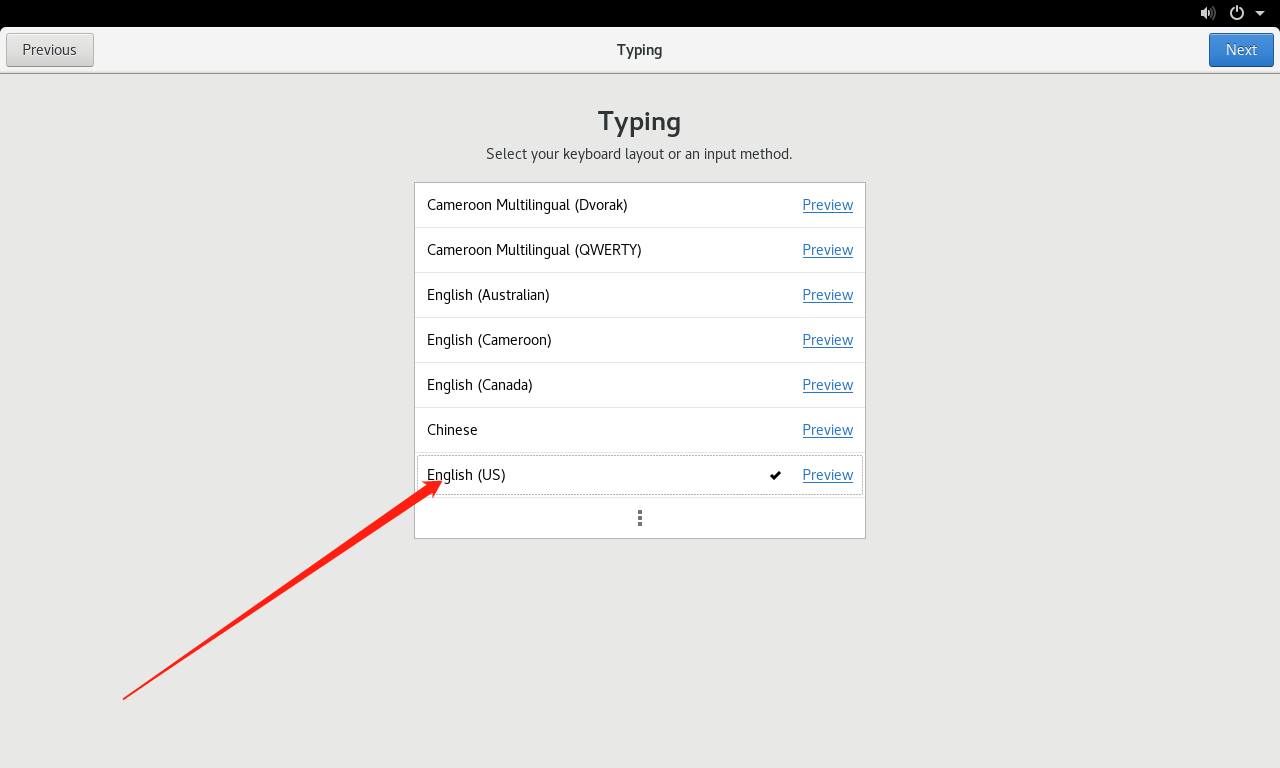 Previous Typing Next
Typing
Select your keyboard layout or an input method.
Cameroon Multilingual (Dvorak) Preview
Cameroon Multilingual (QWERTY) Preview
English (Australian) Preview
English (Cameroon) Preview
English (Canada) Preview
Chinese Preview
English (US) Preview